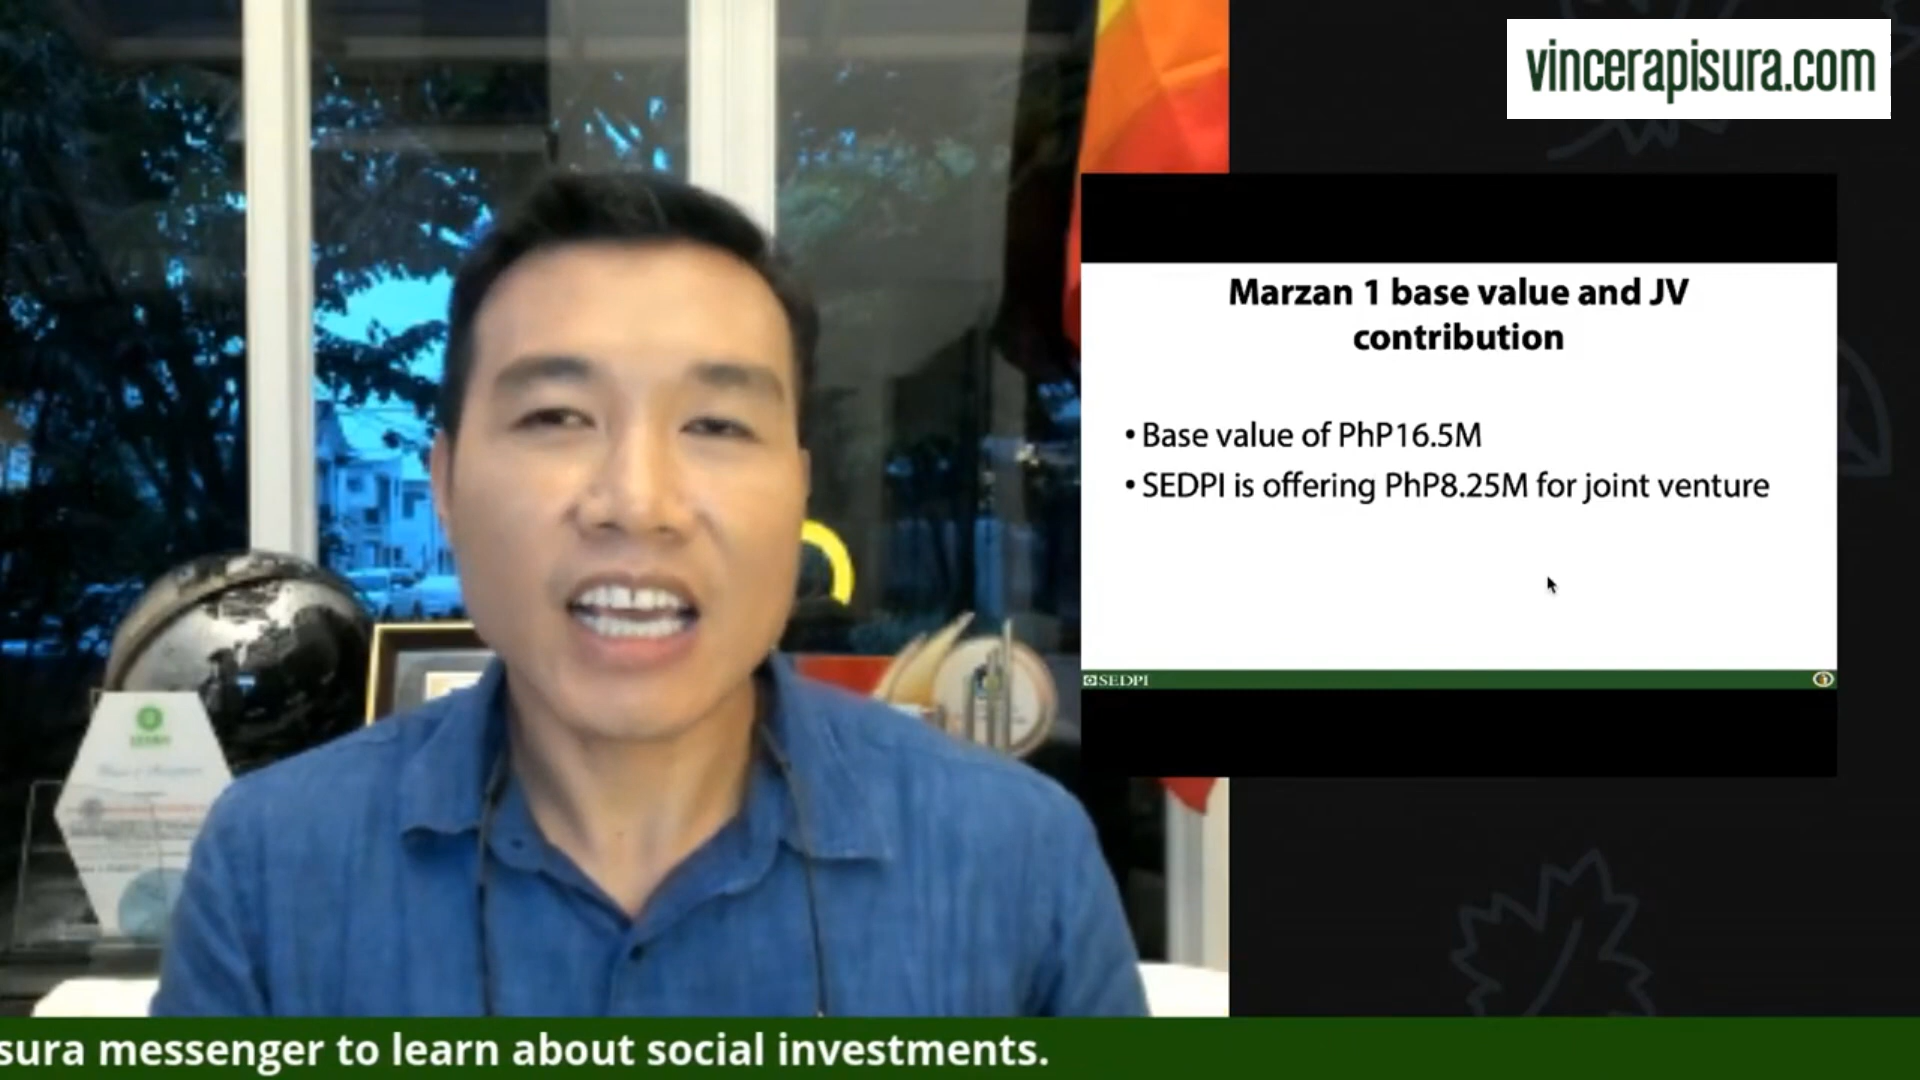 vincerapisura.com
Marzan 1 base value and JV
contribution
• Base value of PhP16.5M
• SEDPI is offering PhP8.25M for joint venture
SEDPI
sura messenger to learn about social investments.